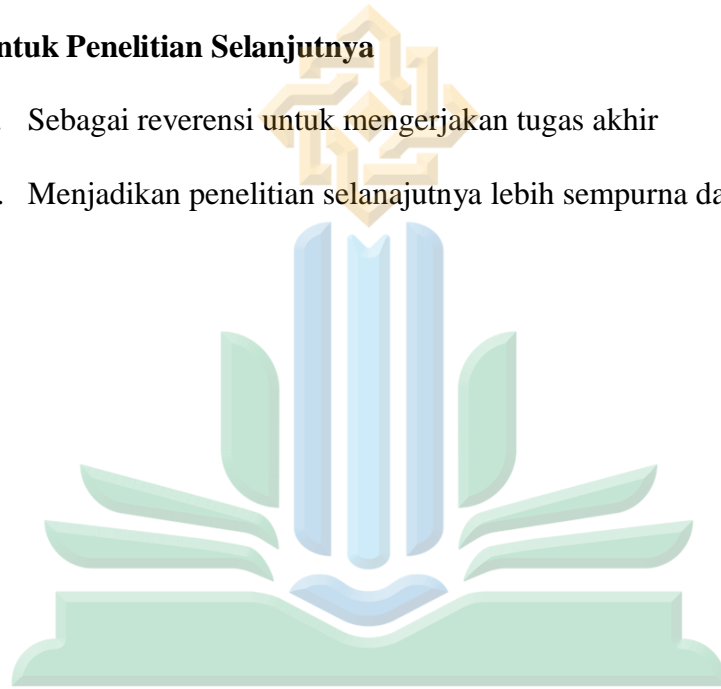 ntuk Penelitian Selanjutnya
. Sebagai reverensi untuk mengerjakan tugas akhir
. Menjadikan penelitian selanajutnya lebih sempurna da